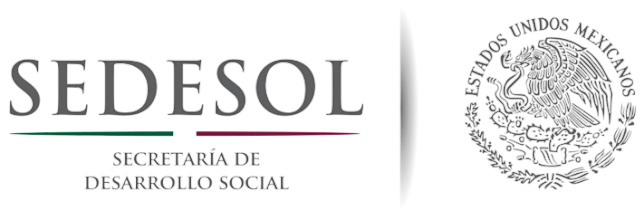 SEDESOL
SECRETARÍA DE
DESARROLLO SOCIAL
ESTADOS UNIDOS MEXICANOS